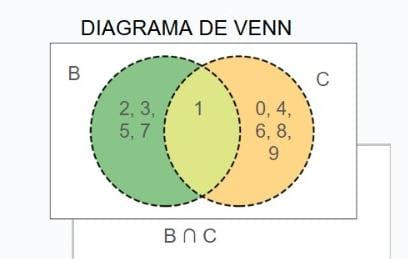 DIAGRAMA DE VENN
B
C
2, 3,
5, 7
1
0, 4,
6, 8,
9
B ∩ C